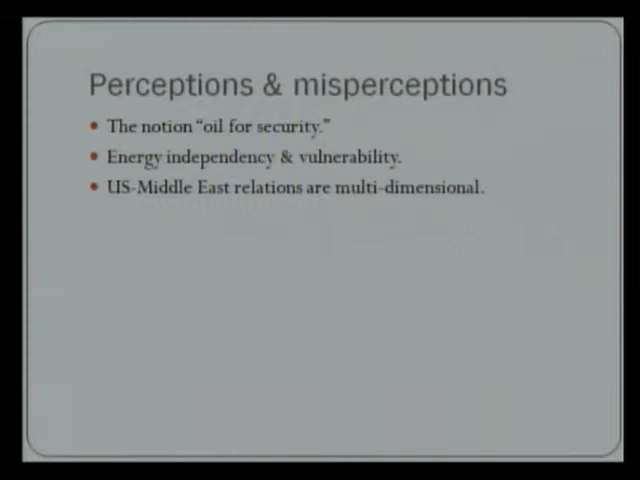 Perceptions & misperceptions
• The notion “oil for security.”
• Energy independency & vulnerability.
• US-Middle East relations are multi-dimensional.